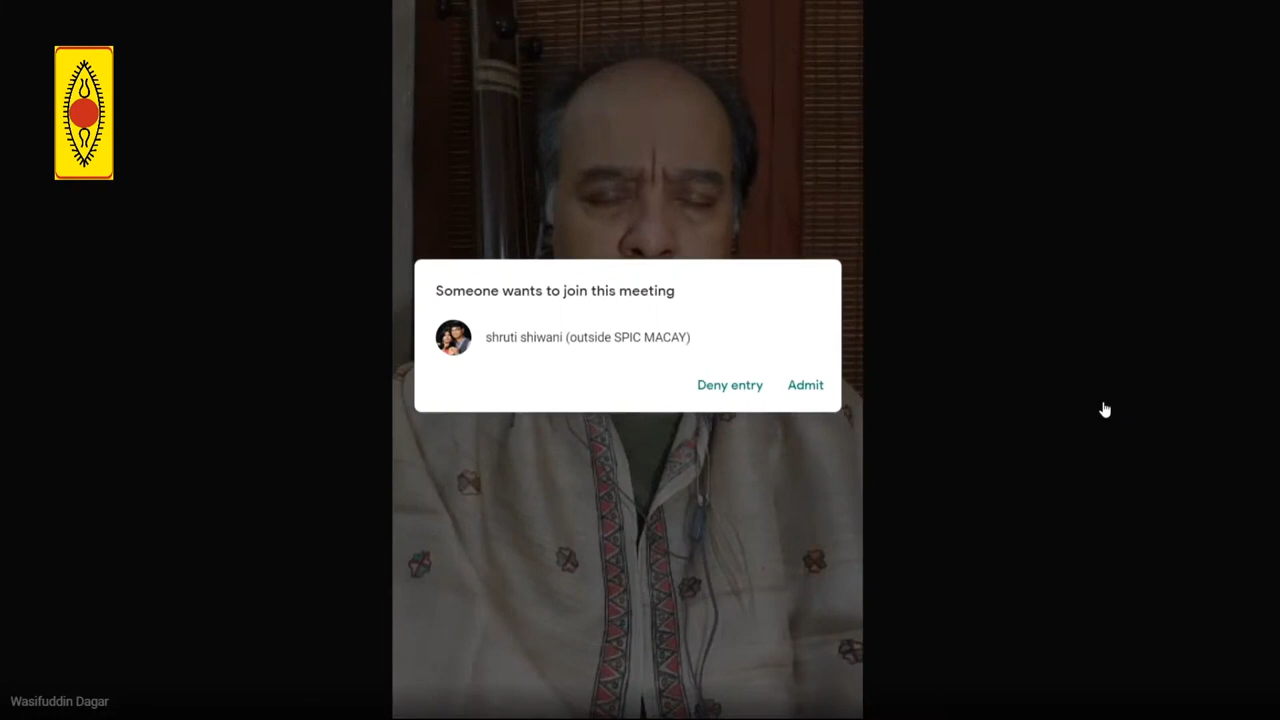 Someone wants to join this meeting
shruti shiwani (outside SPIC MACAY)
Deny entry Admit
Wasifuddin Dagar